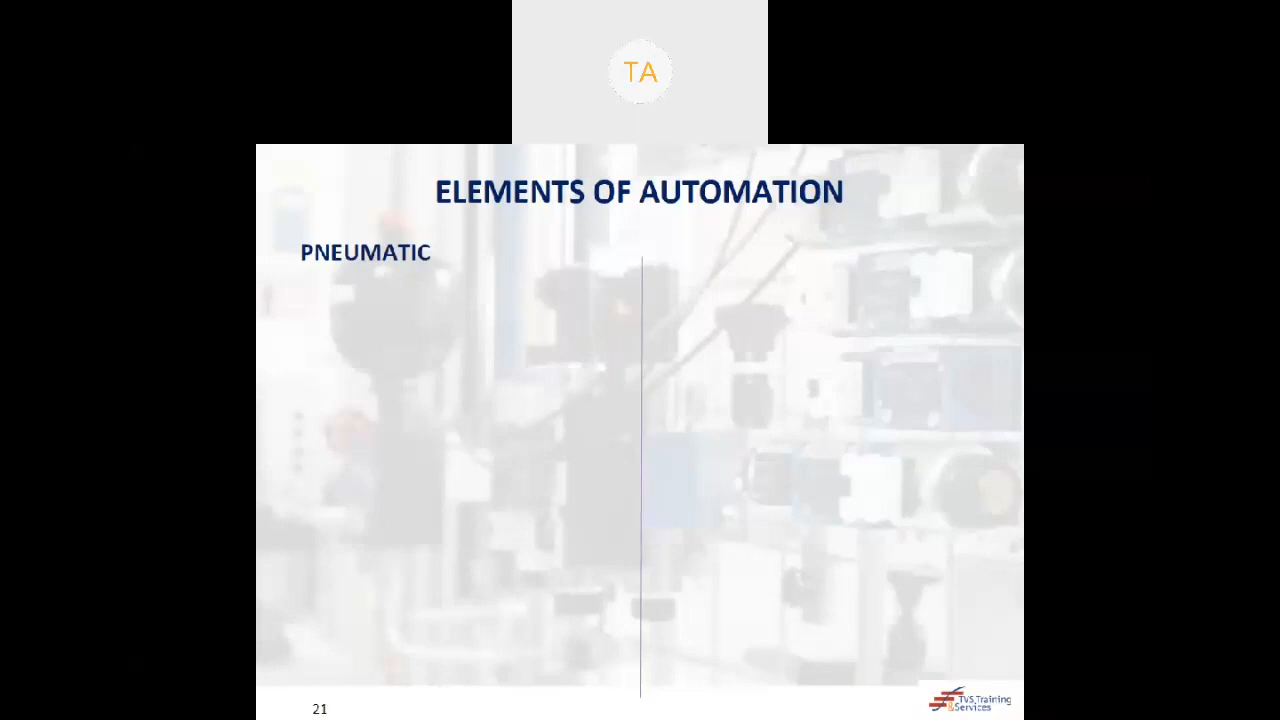 TA
ELEMENTS OF AUTOMATION
PNEUMATIC
21
TVS Training
& Services